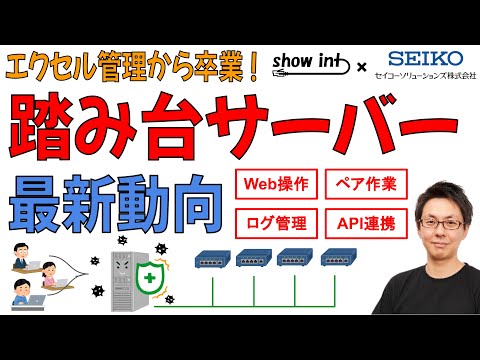 エクセル管理から卒業！
show int
×
SEIKO
セイコーソリューションズ株式会社
踏み台サーバー
最新動向
Web操作
ペア作業
ログ管理
API連携